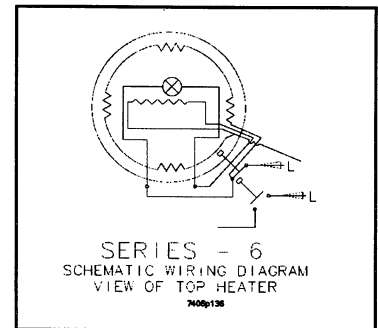 L
L
SERIES - 6
SCHEMATIC WIRING DIAGRAM
VIEW OF TOP HEATER
7406p136